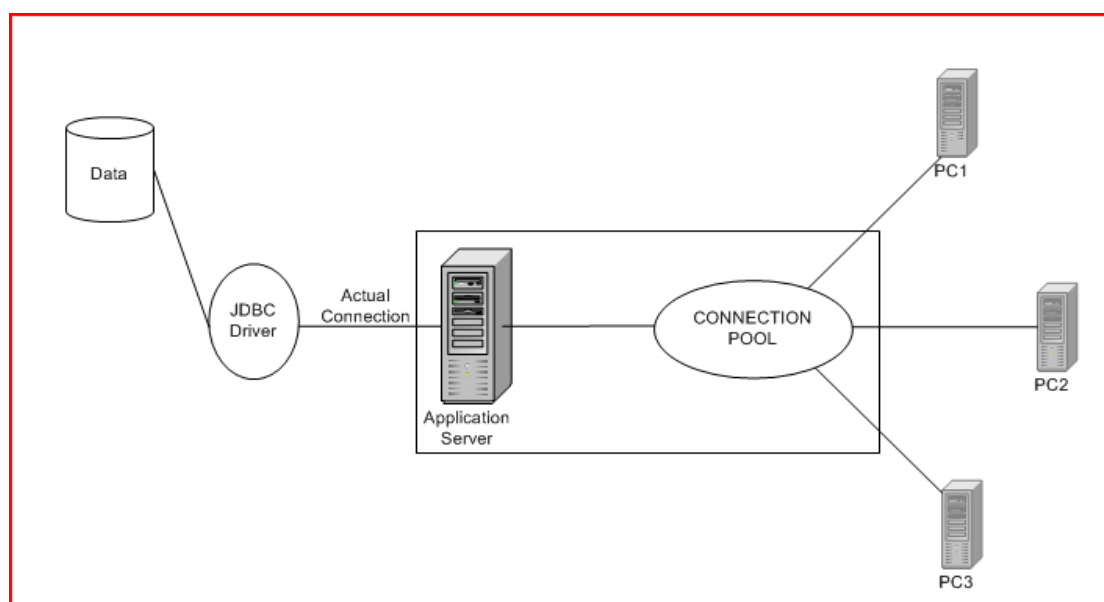 Data
JDBC
Driver
Actual
Connection
Application
Server
CONNECTION
POOL
PC1
PC2
PC3